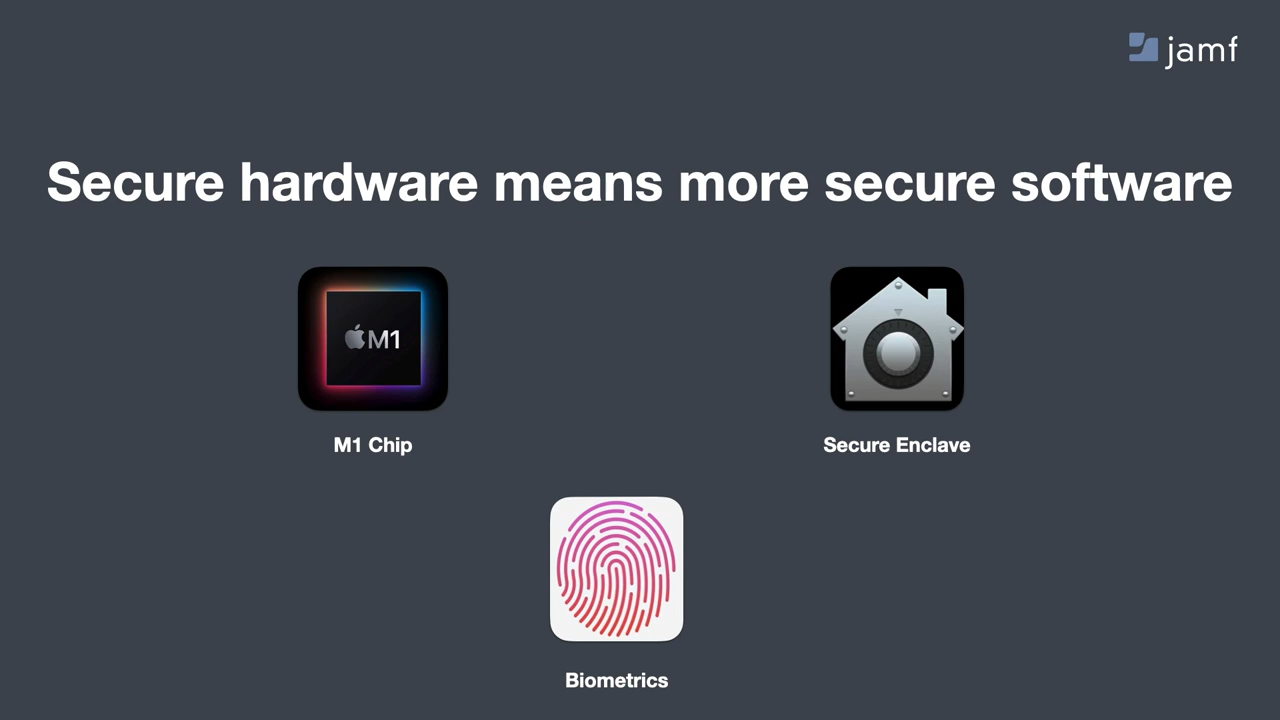 jamf
Secure hardware means more secure software
M1
M1 Chip
Secure Enclave
Biometrics